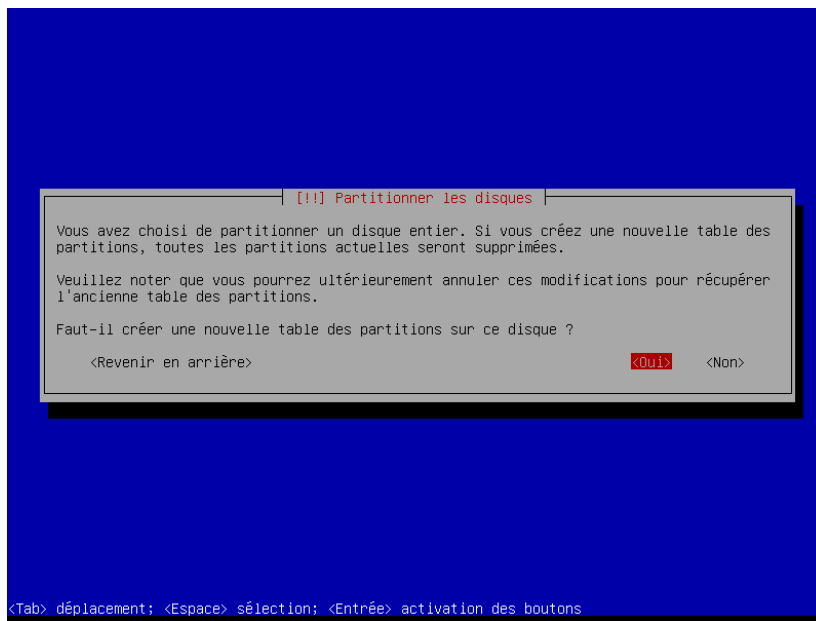 [!!] Partitionner les disques
Vous avez choisi de partitionner un disque entier. Si vous créez une nouvelle table des
partitions, toutes les partitions actuelles seront supprimées.
Veuillez noter que vous pourrez ultérieurement annuler ces modifications pour récupérer
l'ancienne table des partitions.
Faut-il créer une nouvelle table des partitions sur ce disque ?
<Revenir en arrière> <Oui> <Non>
<Tab> déplacement; <Espace> sélection; <Entrée> activation des boutons